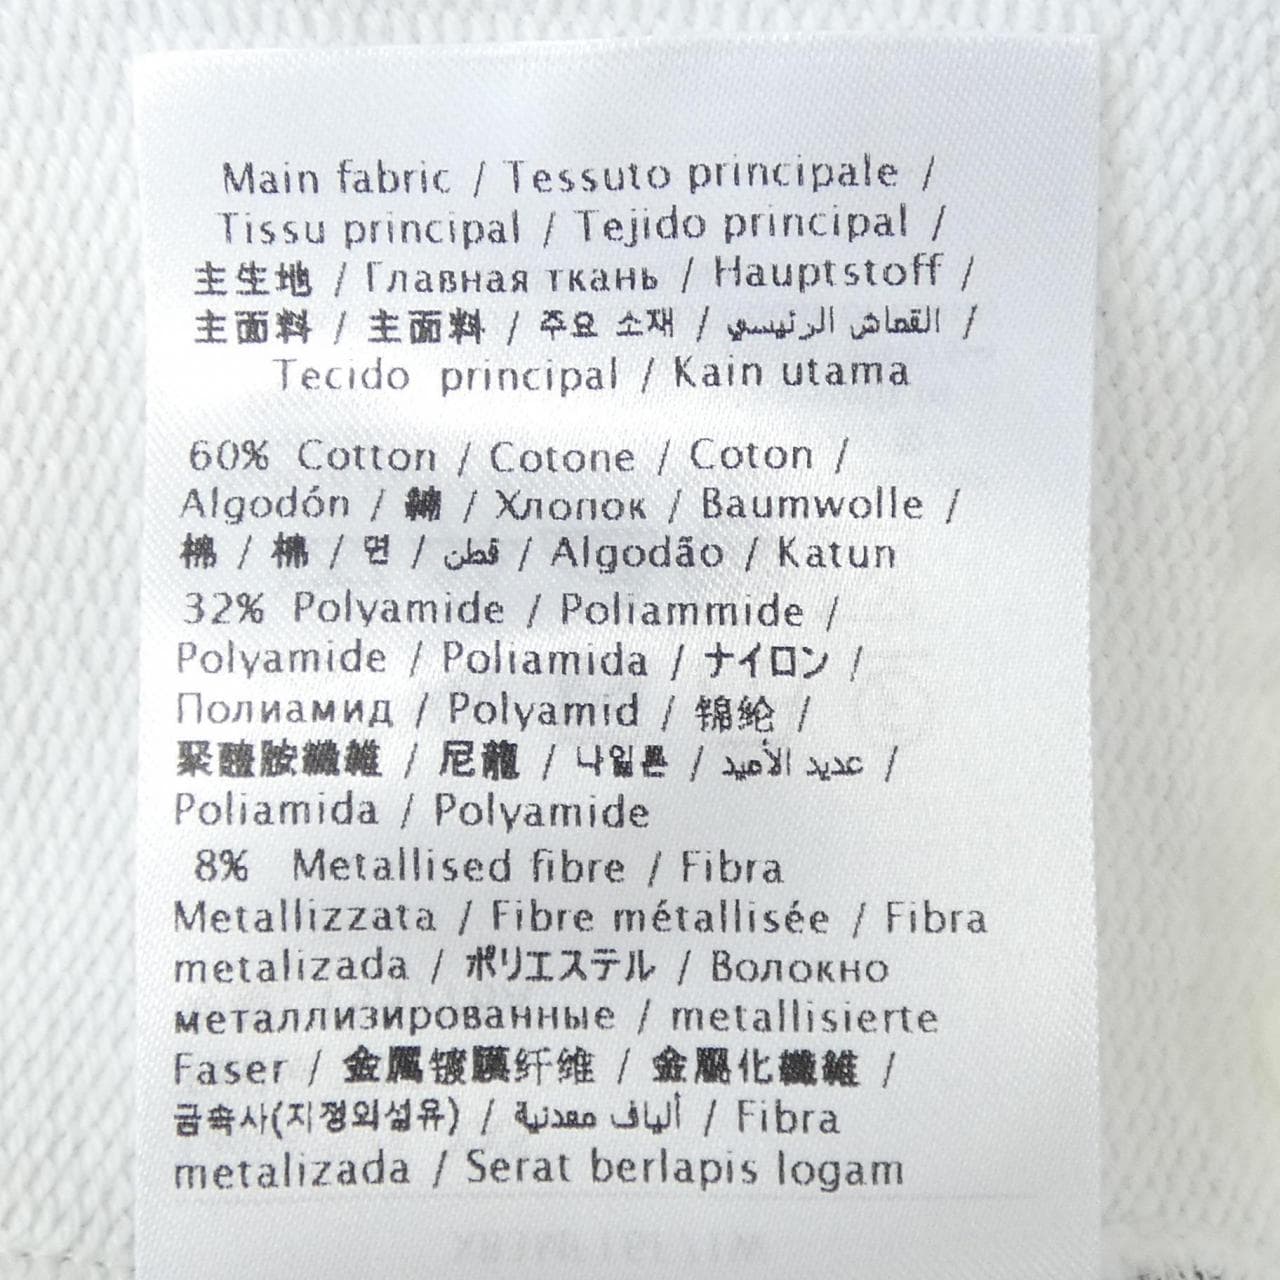 Main fabric / Tessuto principale /
Tissu principal / Tejido principal /
主生地 / Главная ткань / Hauptstoff /
主面料 / 主面料 / 주요 소재 / القماش الرئيسي /
Tecido principal / Kain utama
60% Cotton / Cotone / Coton /
Algodón / 綿 / Хлопок / Baumwolle /
棉 / 棉 / 면 / قطن / Algodão / Katun
32% Polyamide / Poliammide /
Polyamide / Poliamida / ナイロン /
Полиамид / Polyamid / 锦纶 /
聚醯胺纖維 / 尼龍 / 나일론 / عديد الأميد /
Poliamida / Polyamide
8% Metallised fibre / Fibra
Metallizzata / Fibre métallisée / Fibra
metalizada / ポリエステル / Волокно
металлизированные / metallisierte
Faser / 金属镀膜纤维 / 金屬化纖維 /
금속사(지정외섬유) / ألياف معدنية / Fibra
metalizada / Serat berlapis logam